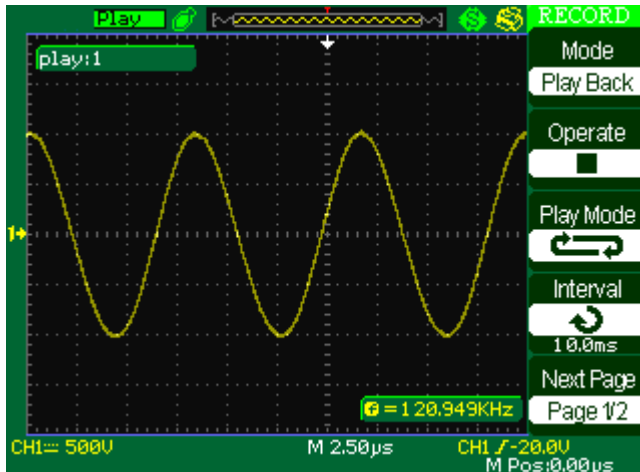 Play
RECORD
play:1
Mode
Play Back
Operate
Play Mode
Interval
10.0ms
Next Page
Page 1/2
1
f=120.949KHz
CH1 500V
M 2.50µs
CH1 -20.0V
M Pos:0.00µs